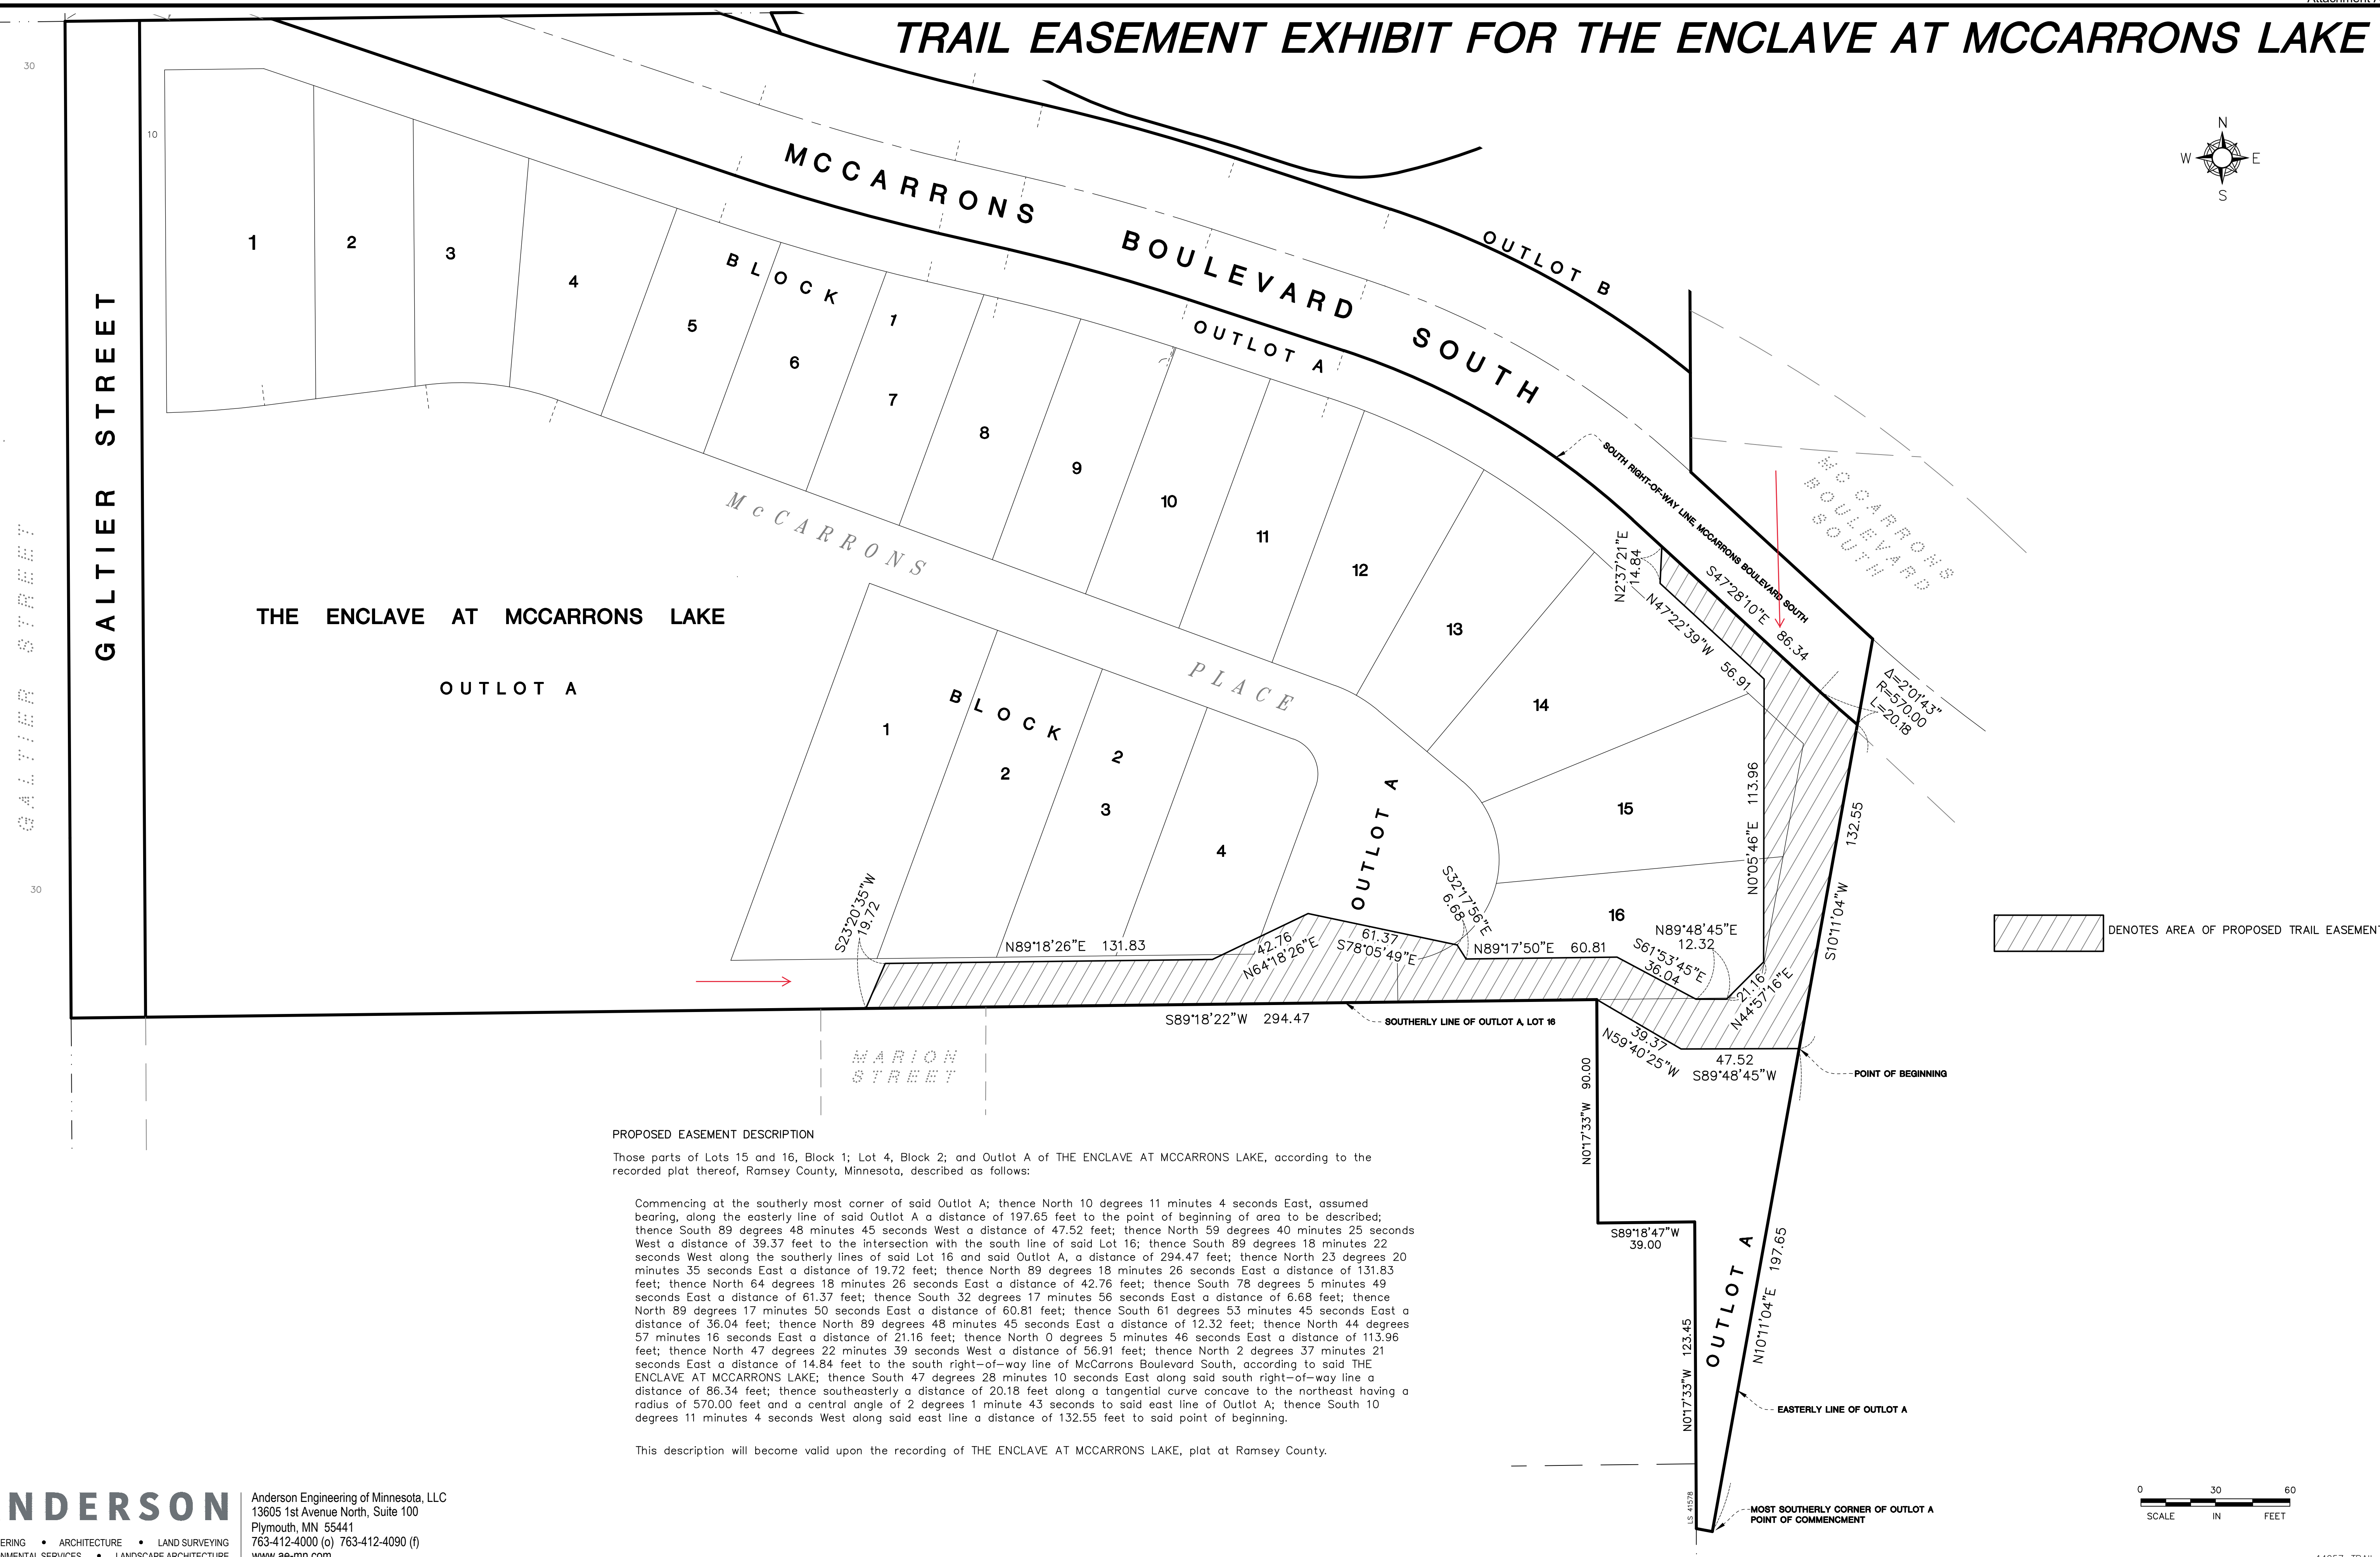 Attachment A
TRAIL EASEMENT EXHIBIT FOR THE ENCLAVE AT MCCARRONS LAKE
30
10
N
W E
S
MCCARRONS BOULEVARD SOUTH
OUTLOT B
OUTLOT A
BLOCK 1
1
2
3
4
5
6
7
8
9
10
11
12
13
14
15
16
GALTIER STREET
GALTIER STREET
30
MCCARRONS
BOULEVARD
SOUTH
SOUTH RIGHT-OF-WAY LINE, MCCARRONS BOULEVARD SOUTH
N2°37'21"E
14.84
S47°28'10"E 86.34
N47°22'39"W 56.91
Δ=2°01'43"
R=570.00
L=20.18
McCARRONS PLACE
THE ENCLAVE AT MCCARRONS LAKE
OUTLOT A
BLOCK 2
1
2
3
4
OUTLOT A
N0°05'46"E 113.96
132.55
S10°11'04"W
DENOTES AREA OF PROPOSED TRAIL EASEMENT
S23°20'35"W
19.72
N89°18'26"E 131.83
42.76
N64°18'26"E
61.37
S78°05'49"E
S32°17'56"E
6.68
N89°17'50"E 60.81
S61°53'45"E
36.04
N89°48'45"E
12.32
21.16
N44°57'16"E
S89°18'22"W 294.47
SOUTHERLY LINE OF OUTLOT A, LOT 16
39.37
N59°40'25"W
47.52
S89°48'45"W
POINT OF BEGINNING
MARION
STREET
N0°17'33"W 90.00
S89°18'47"W
39.00
N0°17'33"W 123.45
OUTLOT A
N10°11'04"E 197.65
EASTERLY LINE OF OUTLOT A
LS 41578
MOST SOUTHERLY CORNER OF OUTLOT A
POINT OF COMMENCMENT
PROPOSED EASEMENT DESCRIPTION
Those parts of Lots 15 and 16, Block 1; Lot 4, Block 2; and Outlot A of THE ENCLAVE AT MCCARRONS LAKE, according to the
recorded plat thereof, Ramsey County, Minnesota, described as follows:
Commencing at the southerly most corner of said Outlot A; thence North 10 degrees 11 minutes 4 seconds East, assumed
bearing, along the easterly line of said Outlot A a distance of 197.65 feet to the point of beginning of area to be described;
thence South 89 degrees 48 minutes 45 seconds West a distance of 47.52 feet; thence North 59 degrees 40 minutes 25 seconds
West a distance of 39.37 feet to the intersection with the south line of said Lot 16; thence South 89 degrees 18 minutes 22
seconds West along the southerly lines of said Lot 16 and said Outlot A, a distance of 294.47 feet; thence North 23 degrees 20
minutes 35 seconds East a distance of 19.72 feet; thence North 89 degrees 18 minutes 26 seconds East a distance of 131.83
feet; thence North 64 degrees 18 minutes 26 seconds East a distance of 42.76 feet; thence South 78 degrees 5 minutes 49
seconds East a distance of 61.37 feet; thence South 32 degrees 17 minutes 56 seconds East a distance of 6.68 feet; thence
North 89 degrees 17 minutes 50 seconds East a distance of 60.81 feet; thence South 61 degrees 53 minutes 45 seconds East a
distance of 36.04 feet; thence North 89 degrees 48 minutes 45 seconds East a distance of 12.32 feet; thence North 44 degrees
57 minutes 16 seconds East a distance of 21.16 feet; thence North 0 degrees 5 minutes 46 seconds East a distance of 113.96
feet; thence North 47 degrees 22 minutes 39 seconds West a distance of 56.91 feet; thence North 2 degrees 37 minutes 21
seconds East a distance of 14.84 feet to the south right-of-way line of McCarrons Boulevard South, according to said THE
ENCLAVE AT MCCARRONS LAKE; thence South 47 degrees 28 minutes 10 seconds East along said south right-of-way line a
distance of 86.34 feet; thence southeasterly a distance of 20.18 feet along a tangential curve concave to the northeast having a
radius of 570.00 feet and a central angle of 2 degrees 1 minute 43 seconds to said east line of Outlot A; thence South 10
degrees 11 minutes 4 seconds West along said east line a distance of 132.55 feet to said point of beginning.
This description will become valid upon the recording of THE ENCLAVE AT MCCARRONS LAKE, plat at Ramsey County.
NDERSON
ERING • ARCHITECTURE • LAND SURVEYING
NMENTAL SERVICES • LANDSCAPE ARCHITECTURE
Anderson Engineering of Minnesota, LLC
13605 1st Avenue North, Suite 100
Plymouth, MN 55441
763-412-4000 (o) 763-412-4090 (f)
www.ae-mn.com
0 30 60
SCALE IN FEET